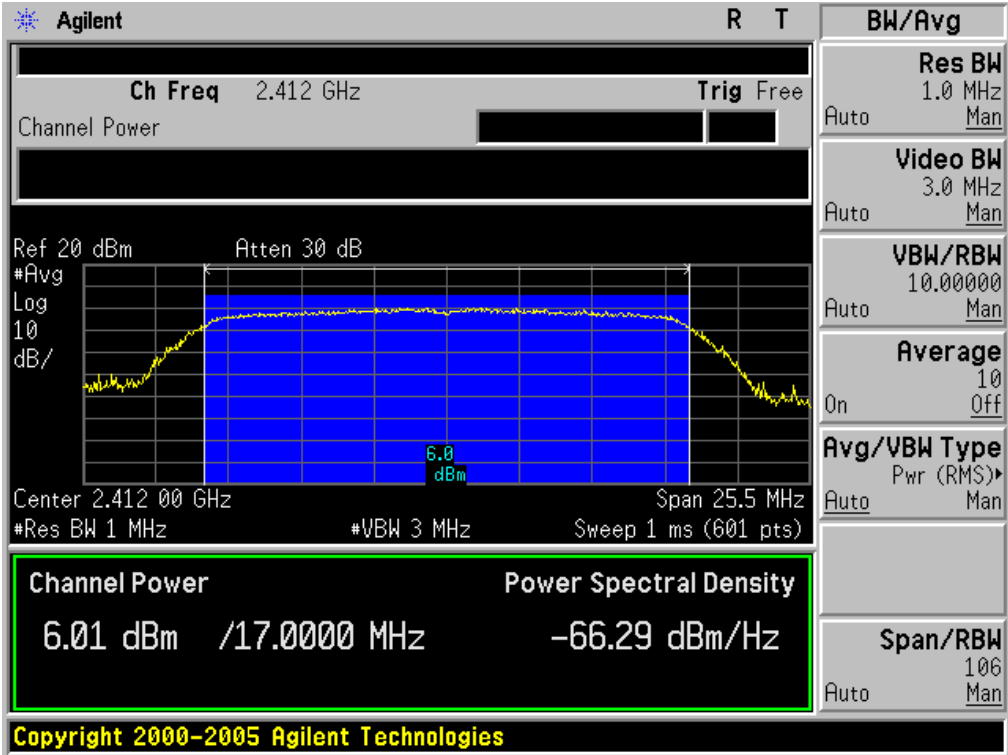 Agilent R T
Ch Freq 2.412 GHz Trig Free
Channel Power
Ref 20 dBm Atten 30 dB
#Avg
Log
10
dB/
6.0
dBm
Center 2.412 00 GHz Span 25.5 MHz
#Res BW 1 MHz #VBW 3 MHz Sweep 1 ms (601 pts)
Channel Power Power Spectral Density
6.01 dBm /17.0000 MHz -66.29 dBm/Hz
Copyright 2000-2005 Agilent Technologies
BW/Avg
Res BW
1.0 MHz
Auto Man
Video BW
3.0 MHz
Auto Man
VBW/RBW
10.00000
Auto Man
Average
10
On Off
Avg/VBW Type
Pwr (RMS)▸
Auto Man
Span/RBW
106
Auto Man